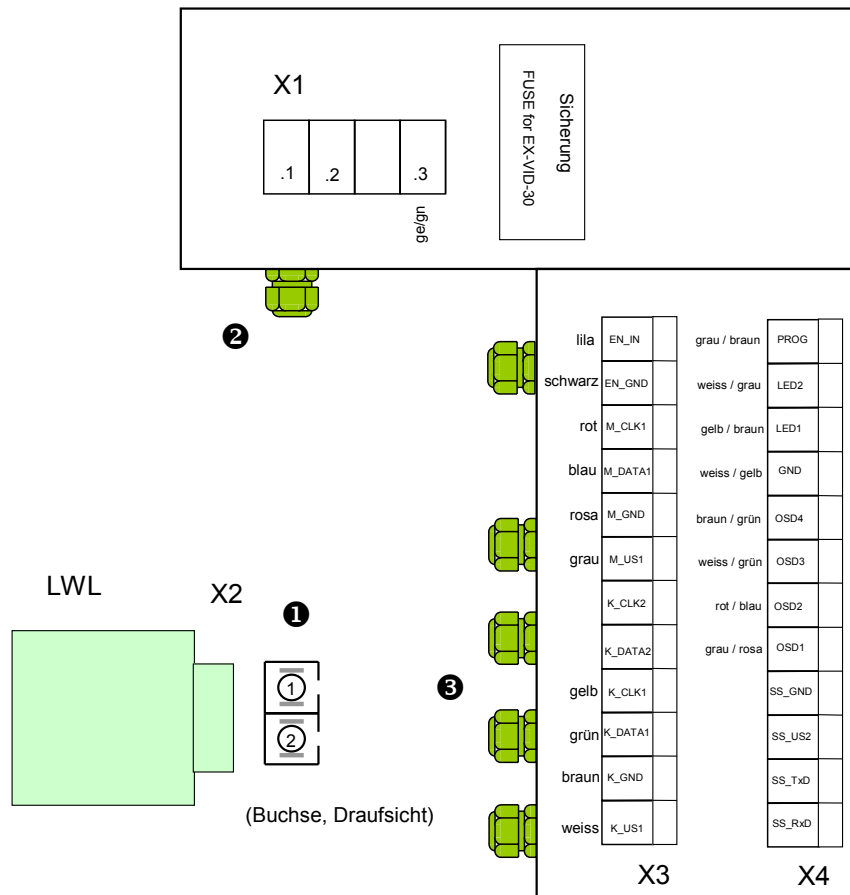 X1
.1
.2
.3
ge/gn
Sicherung
FUSE for EX-VID-30
❷
lila EN_IN grau / braun PROG
schwarz EN_GND weiss / grau LED2
rot M_CLK1 gelb / braun LED1
blau M_DATA1 weiss / gelb GND
rosa M_GND braun / grün OSD4
grau M_US1 weiss / grün OSD3
K_CLK2 rot / blau OSD2
K_DATA2 grau / rosa OSD1
gelb K_CLK1 SS_GND
grün K_DATA1 SS_US2
braun K_GND SS_TxD
weiss K_US1 SS_RxD
X3 X4
LWL
X2
❶
1
2
❸
(Buchse, Draufsicht)